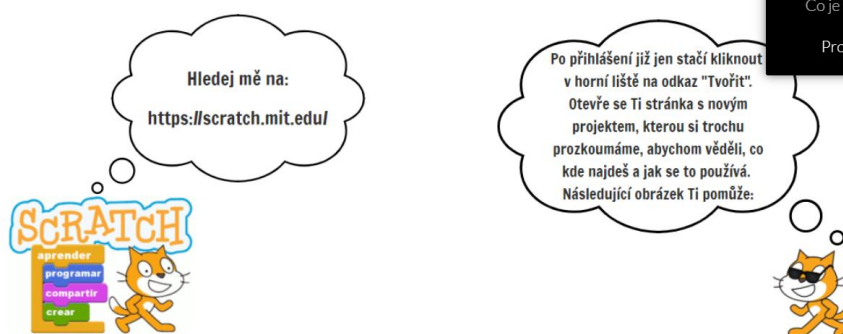 Hledej mě na:
https://scratch.mit.edu/
SCRATCH
aprender
programar
compartir
crear
Po přihlášení již jen stačí kliknout
v horní liště na odkaz "Tvořit".
Otevře se Ti stránka s novým
projektem, kterou si trochu
prozkoumáme, abychom věděli, co
kde najdeš a jak se to používá.
Následující obrázek Ti pomůže:
Co je